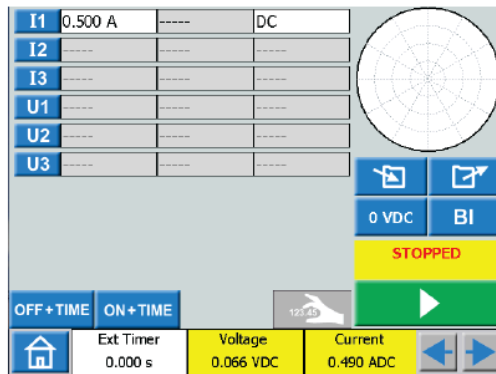 I1 0.500 A ----- DC
I2 ----- ----- -----
I3 ----- ----- -----
U1 ----- ----- -----
U2 ----- ----- -----
U3 ----- ----- -----
0 VDC BI
STOPPED
OFF+TIME ON+TIME 123.45
Ext Timer Voltage Current
0.000 s 0.066 VDC 0.490 ADC